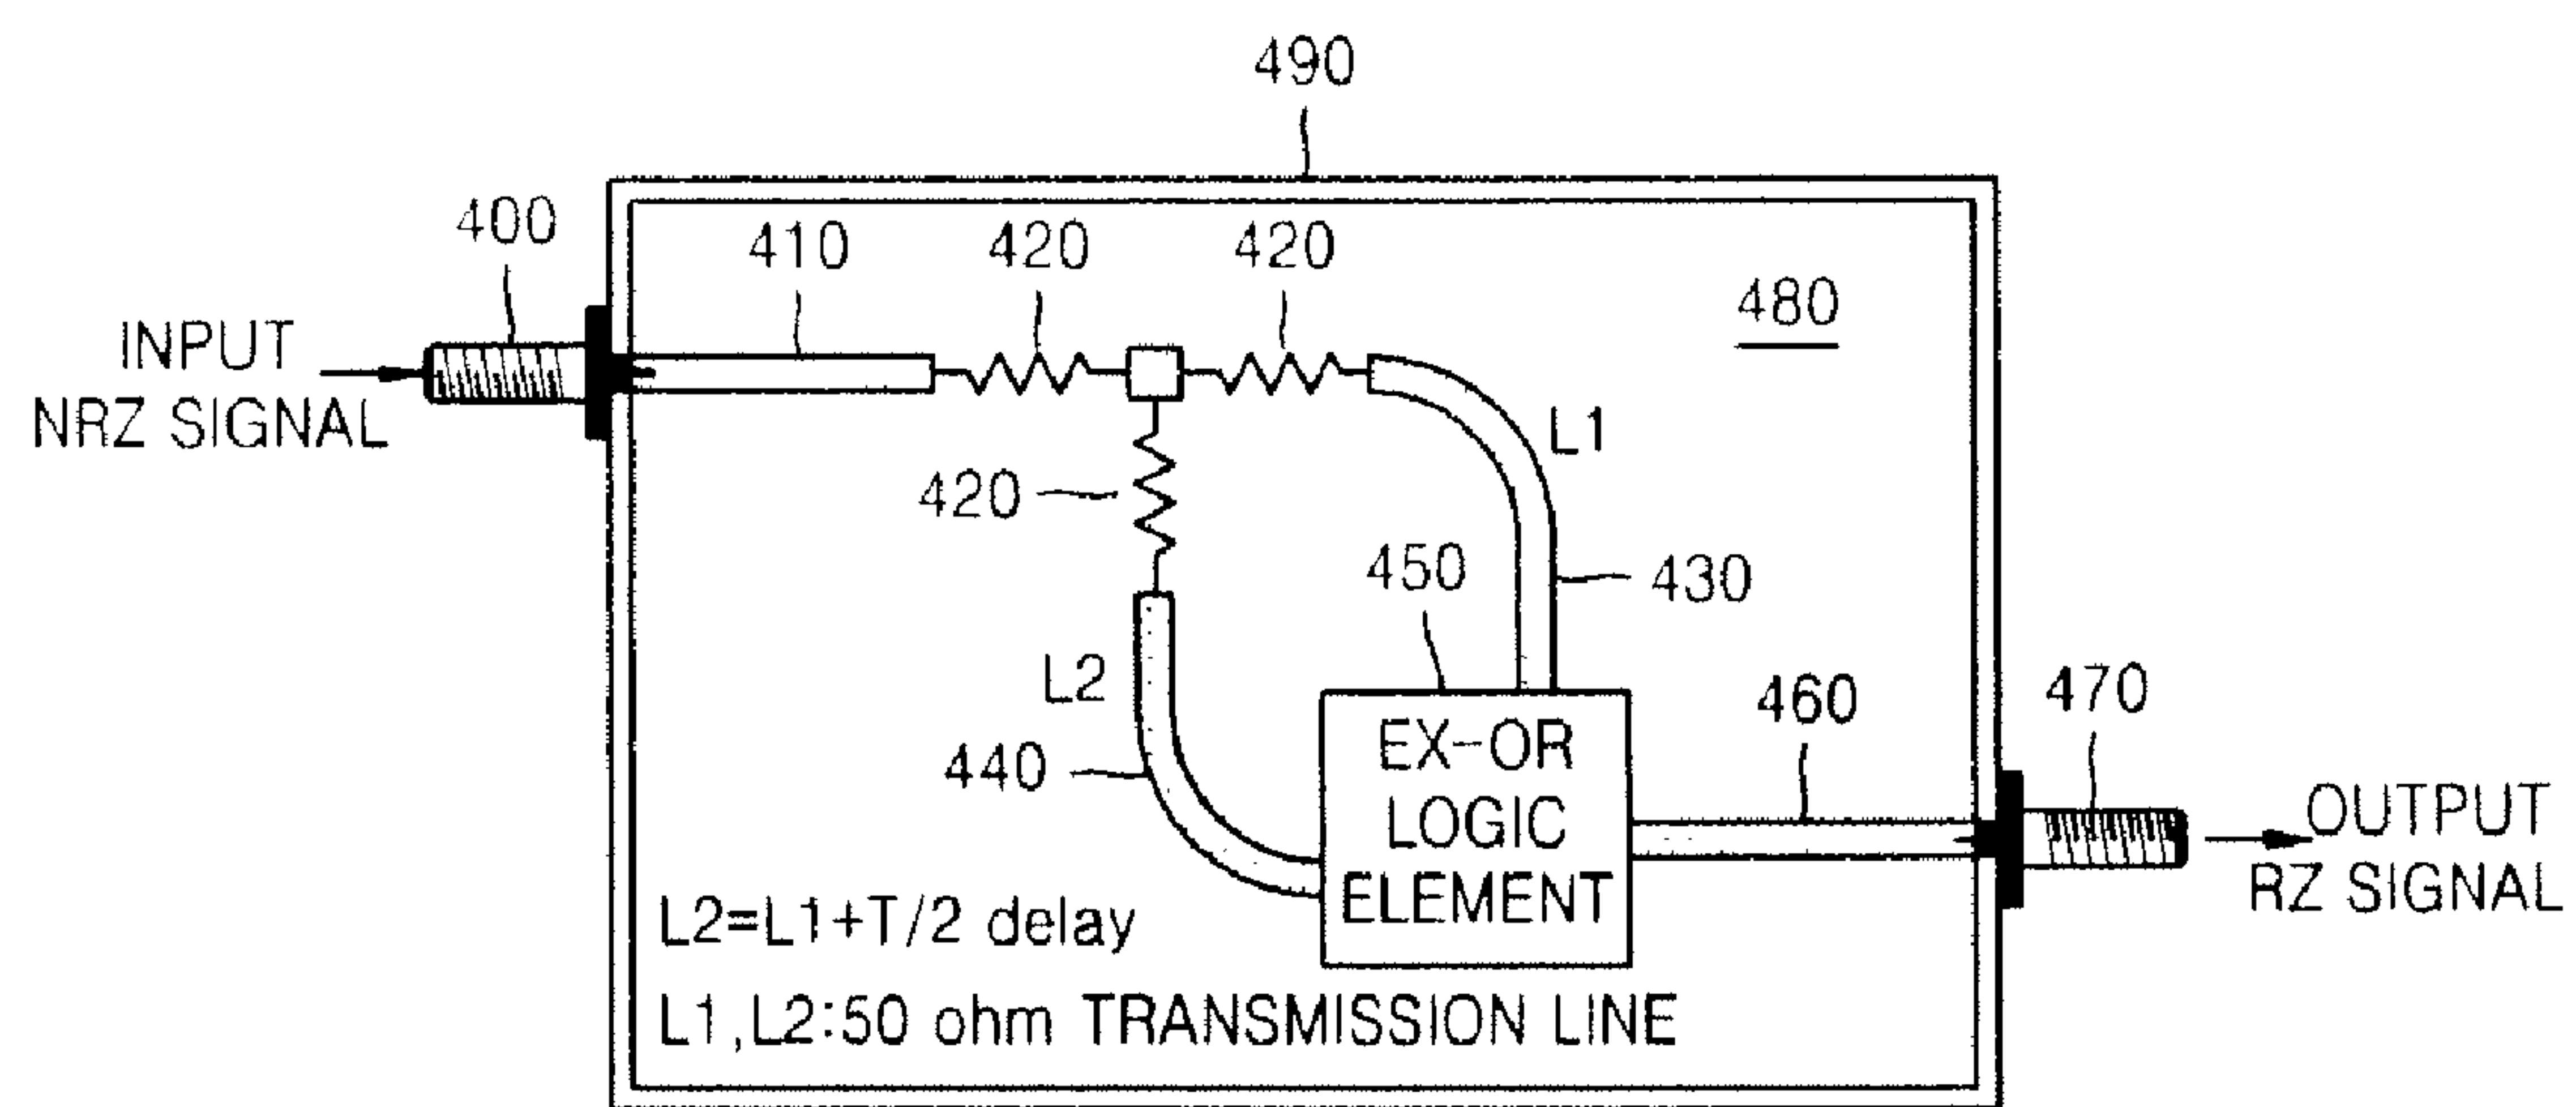 490
400
410
420
420
480
INPUT
NRZ SIGNAL
L1
420
450
430
L2
440
460
470
EX-OR
LOGIC
ELEMENT
OUTPUT
RZ SIGNAL
L2=L1+T/2 delay
L1,L2:50 ohm TRANSMISSION LINE